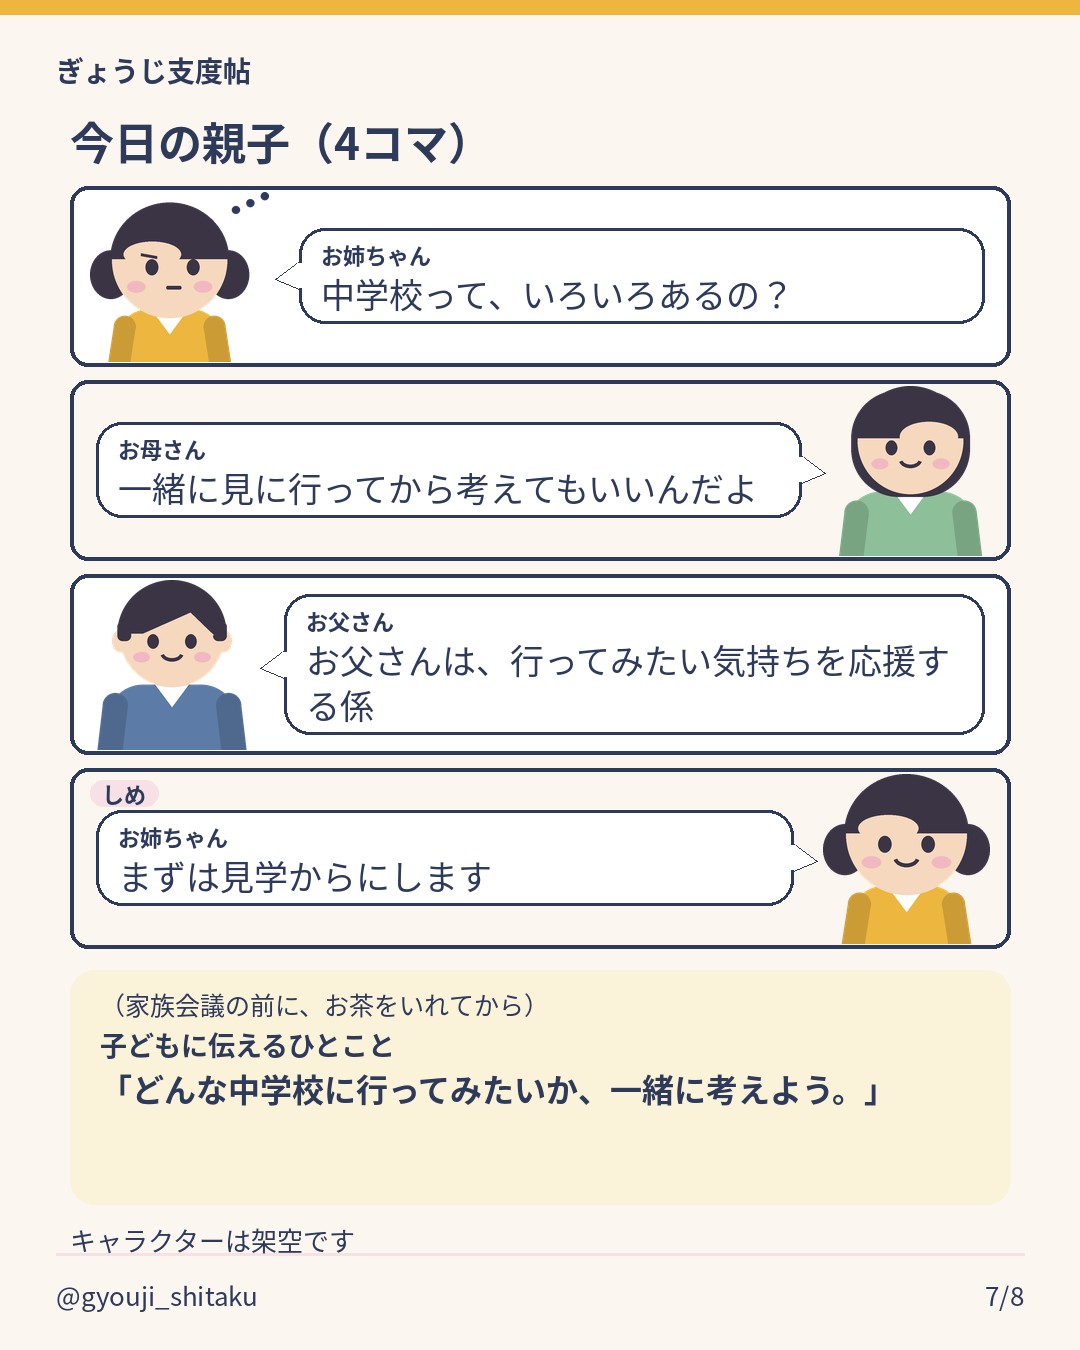 ぎょうじ支度帖
今日の親子（4コマ）
お姉ちゃん
中学校って、いろいろあるの？
お母さん
一緒に見に行ってから考えてもいいんだよ
お父さん
お父さんは、行ってみたい気持ちを応援す
る係
しめ
お姉ちゃん
まずは見学からにします
（家族会議の前に、お茶をいれてから）
子どもに伝えるひとこと
「どんな中学校に行ってみたいか、一緒に考えよう。」
キャラクターは架空です
@gyouji_shitaku
7/8